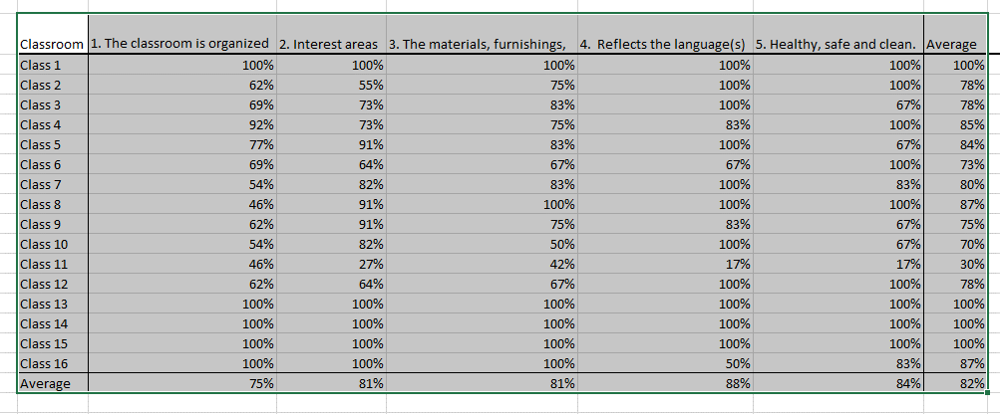 Classroom 1. The classroom is organized 2. Interest areas 3. The materials, furnishings, 4. Reflects the language(s) 5. Healthy, safe and clean. Average
Class 1 100% 100% 100% 100% 100% 100%
Class 2 62% 55% 75% 100% 100% 78%
Class 3 69% 73% 83% 100% 67% 78%
Class 4 92% 73% 75% 83% 100% 85%
Class 5 77% 91% 83% 100% 67% 84%
Class 6 69% 64% 67% 67% 100% 73%
Class 7 54% 82% 83% 100% 83% 80%
Class 8 46% 91% 100% 100% 100% 87%
Class 9 62% 91% 75% 83% 67% 75%
Class 10 54% 82% 50% 100% 67% 70%
Class 11 46% 27% 42% 17% 17% 30%
Class 12 62% 64% 67% 100% 100% 78%
Class 13 100% 100% 100% 100% 100% 100%
Class 14 100% 100% 100% 100% 100% 100%
Class 15 100% 100% 100% 100% 100% 100%
Class 16 100% 100% 100% 50% 83% 87%
Average 75% 81% 81% 88% 84% 82%